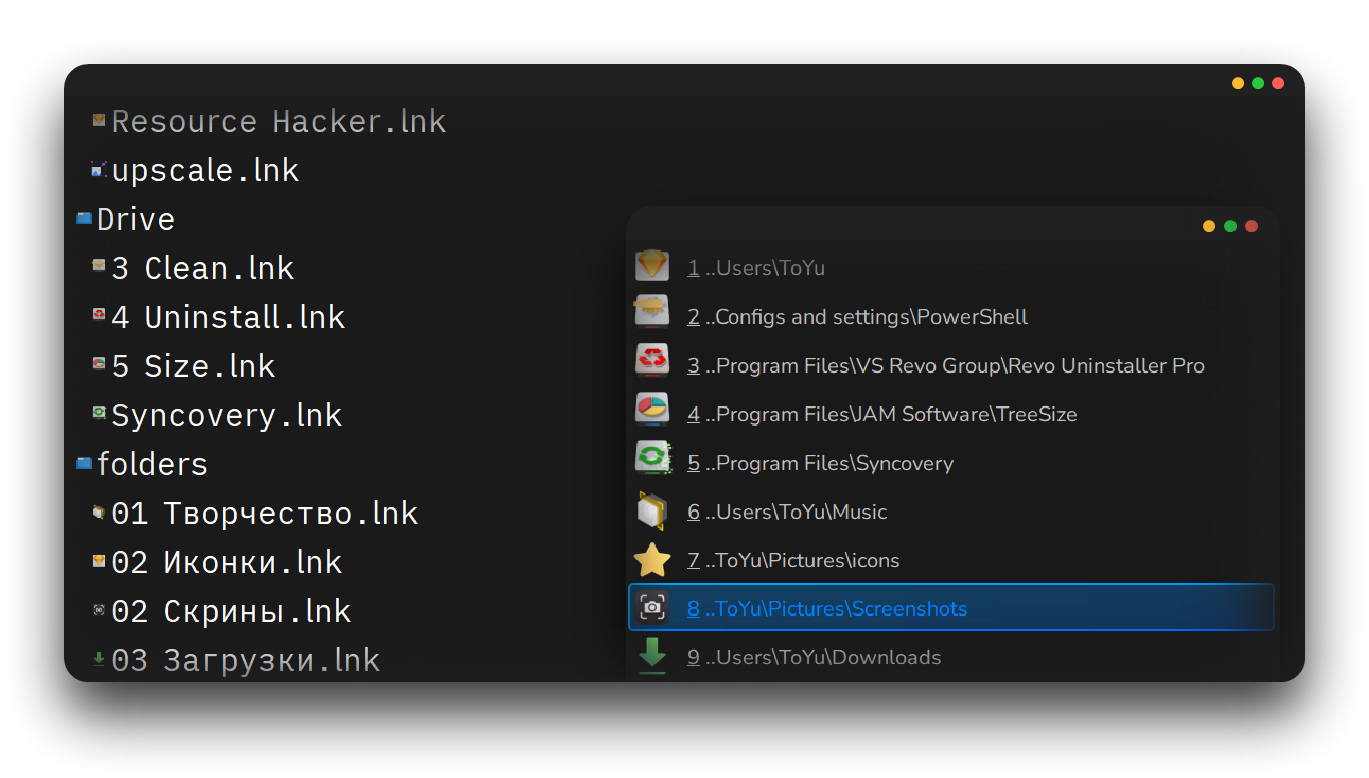 Resource Hacker.lnk
upscale.lnk
Drive
3 Clean.lnk
4 Uninstall.lnk
5 Size.lnk
Syncovery.lnk
folders
01 Творчество.lnk
02 Иконки.lnk
02 Скрины.lnk
03 Загрузки.lnk
1 ..Users\ToYu
2 ..Configs and settings\PowerShell
3 ..Program Files\VS Revo Group\Revo Uninstaller Pro
4 ..Program Files\JAM Software\TreeSize
5 ..Program Files\Syncovery
6 ..Users\ToYu\Music
7 ..ToYu\Pictures\icons
8 ..ToYu\Pictures\Screenshots
9 ..Users\ToYu\Downloads